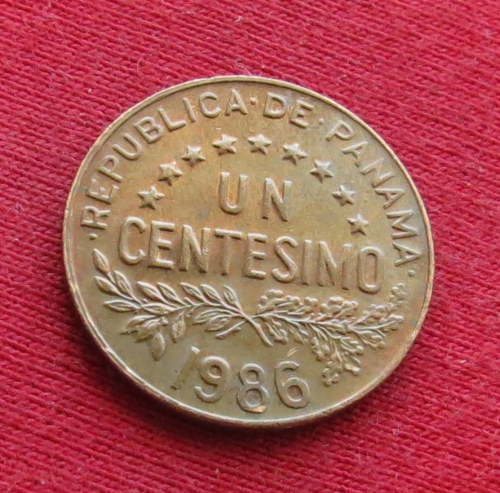 ·REPUBLICA·DE·PANAMA·
UN
CENTESIMO
1986